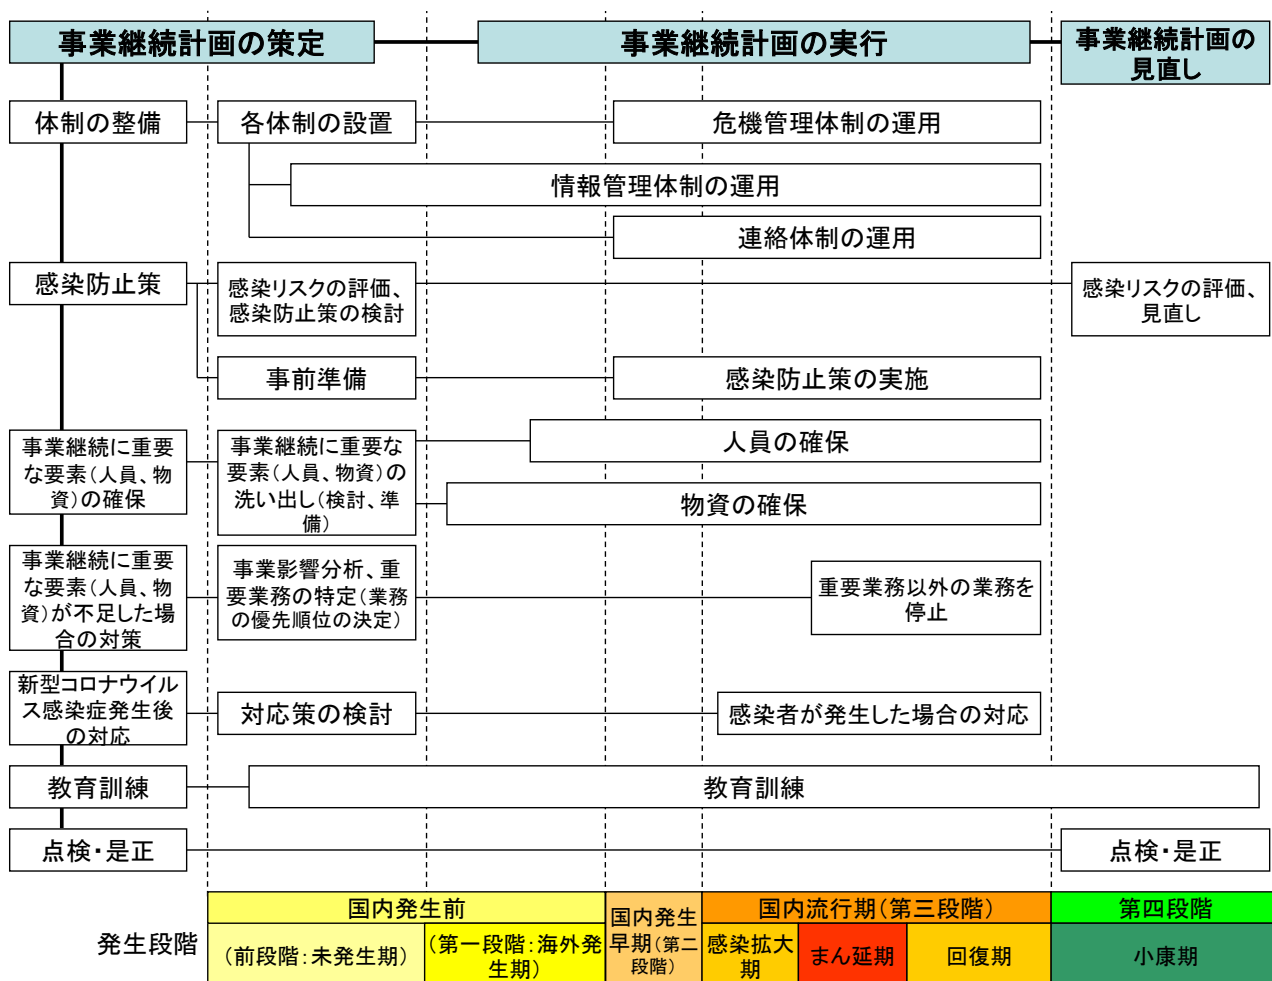 事業継続計画の策定
事業継続計画の実行
事業継続計画の
見直し
体制の整備
各体制の設置
危機管理体制の運用
情報管理体制の運用
連絡体制の運用
感染防止策
感染リスクの評価、
感染防止策の検討
感染リスクの評価、
見直し
事前準備
感染防止策の実施
事業継続に重要
な要素(人員、物
資)の確保
事業継続に重要な
要素(人員、物資)の
洗い出し(検討、準
備)
人員の確保
物資の確保
事業継続に重要
な要素(人員、物
資)が不足した場
合の対策
事業影響分析、重
要業務の特定(業務
の優先順位の決定)
重要業務以外の業務を
停止
新型コロナウイル
ス感染症発生後
の対応
対応策の検討
感染者が発生した場合の対応
教育訓練
教育訓練
点検・是正
点検・是正
発生段階
国内発生前
(前段階:未発生期)
(第一段階:海外発
生期)
国内発生
早期(第二
段階)
国内流行期(第三段階)
感染拡大
期
まん延期
回復期
第四段階
小康期